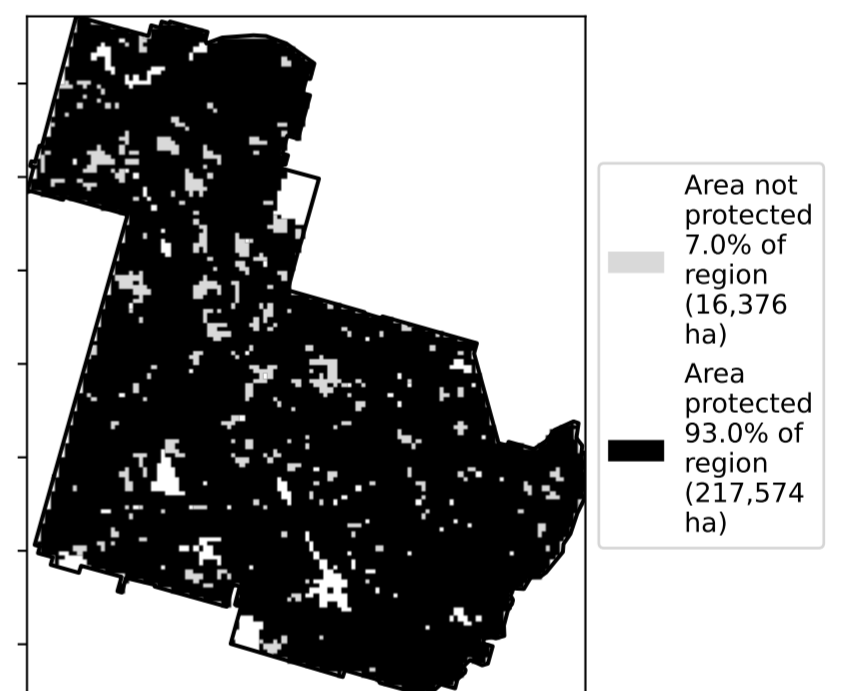 Area not
protected
7.0% of
region
(16,376
ha)
Area
protected
93.0% of
region
(217,574
ha)